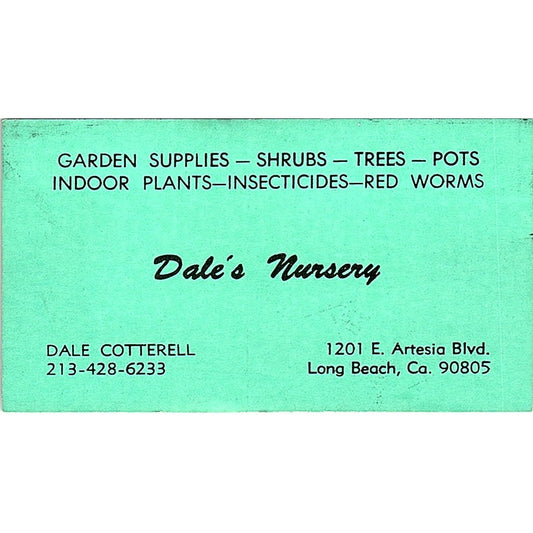 GARDEN SUPPLIES — SHRUBS — TREES — POTS
INDOOR PLANTS—INSECTICIDES—RED WORMS
Dale's Nursery
DALE COTTERELL
213-428-6233
1201 E. Artesia Blvd.
Long Beach, Ca. 90805